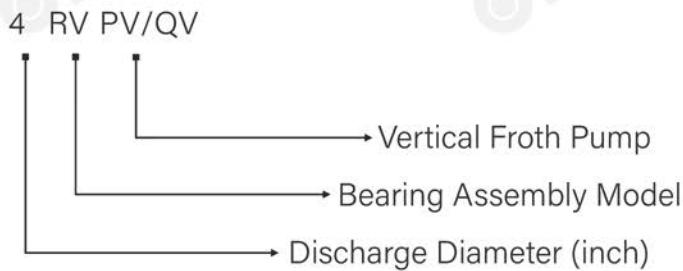 4 RV PV/QV
Vertical Froth Pump
Bearing Assembly Model
Discharge Diameter (inch)